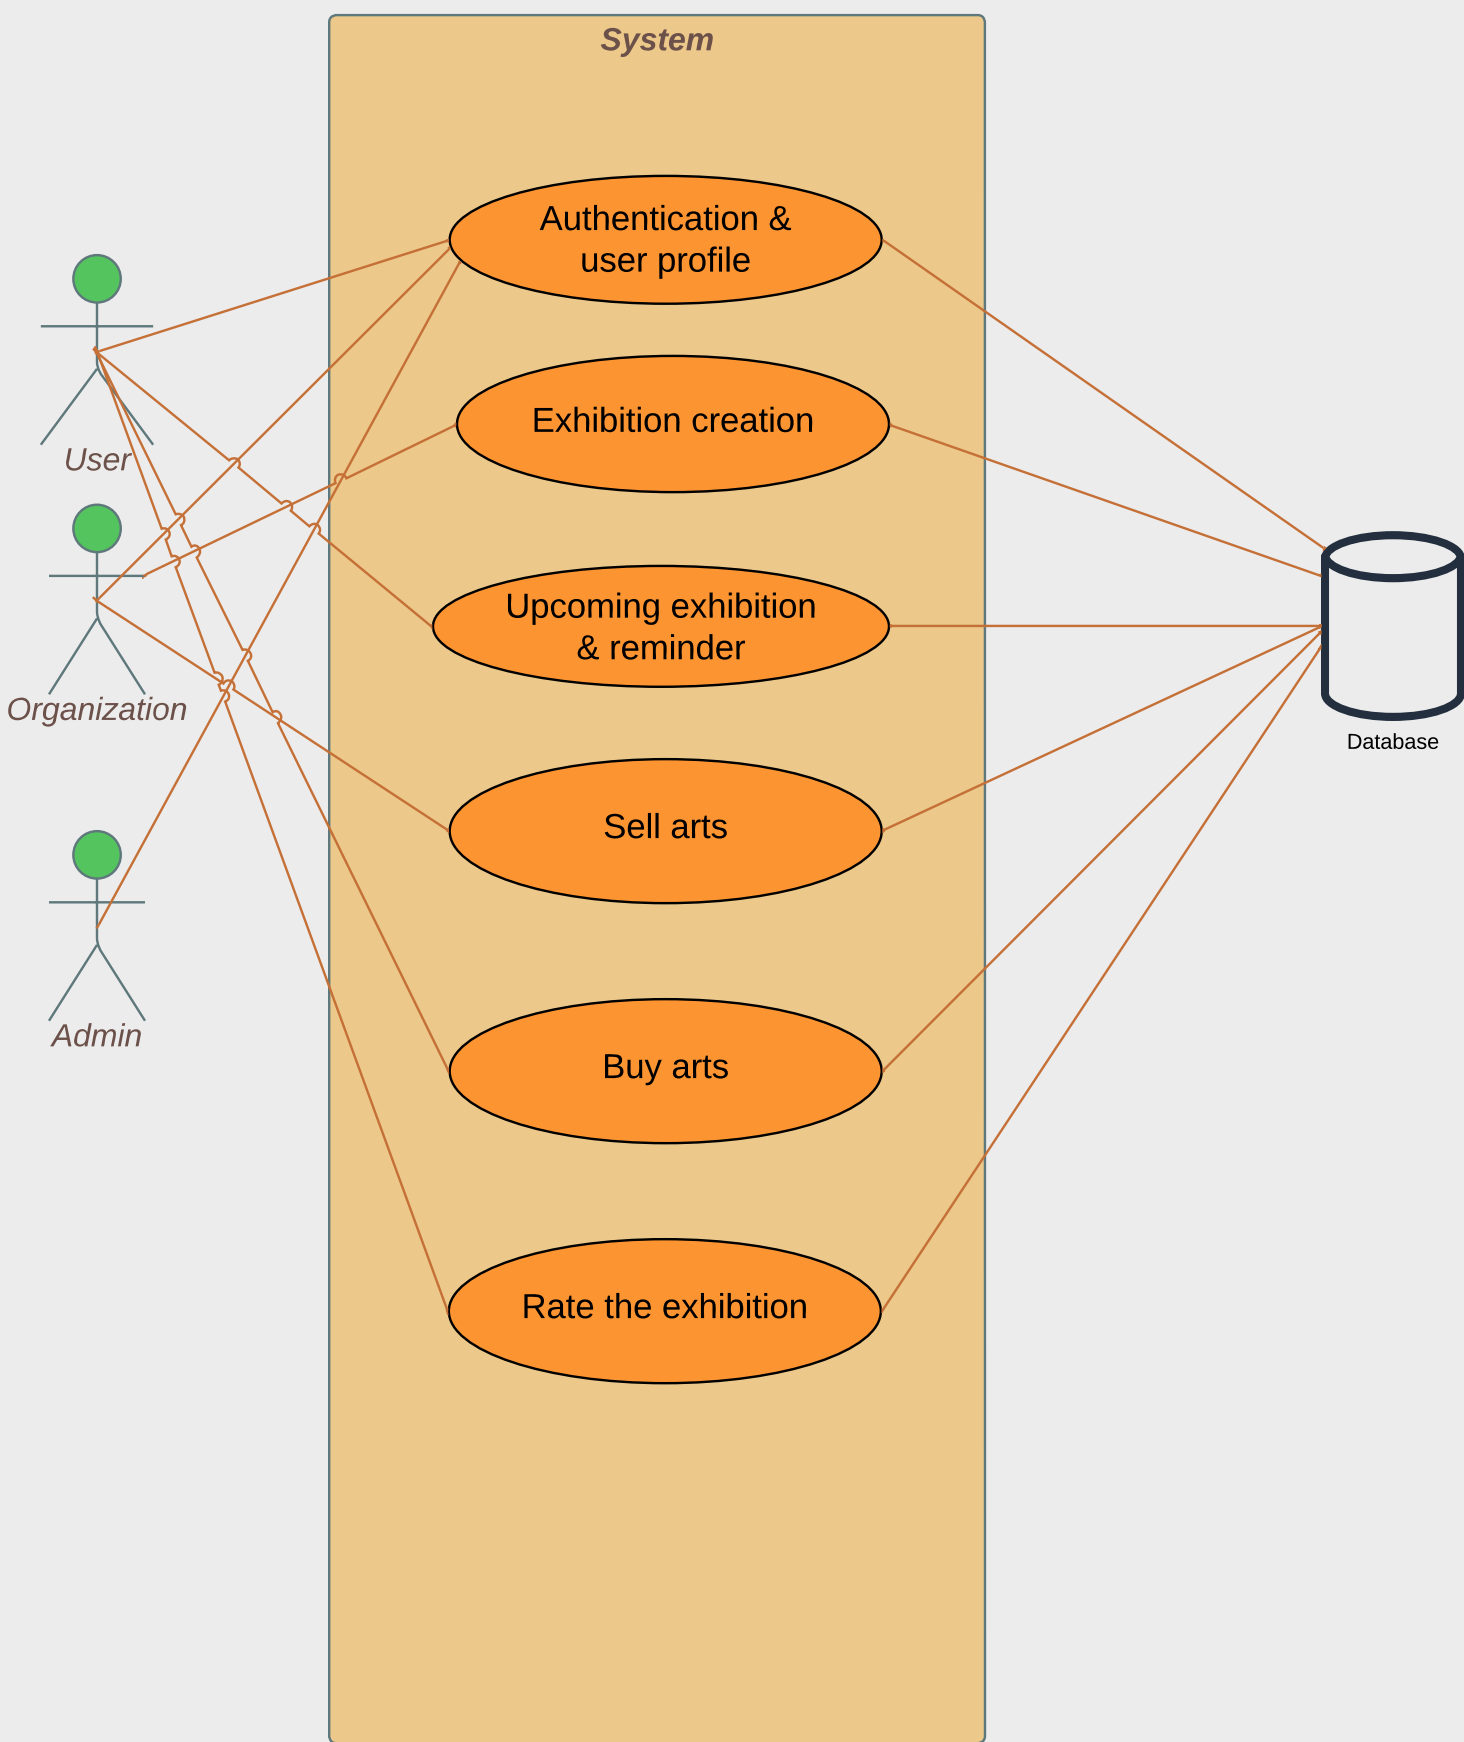 System
Authentication &
user profile
Exhibition creation
User
Upcoming exhibition
& reminder
Organization
Database
Sell arts
Admin
Buy arts
Rate the exhibition